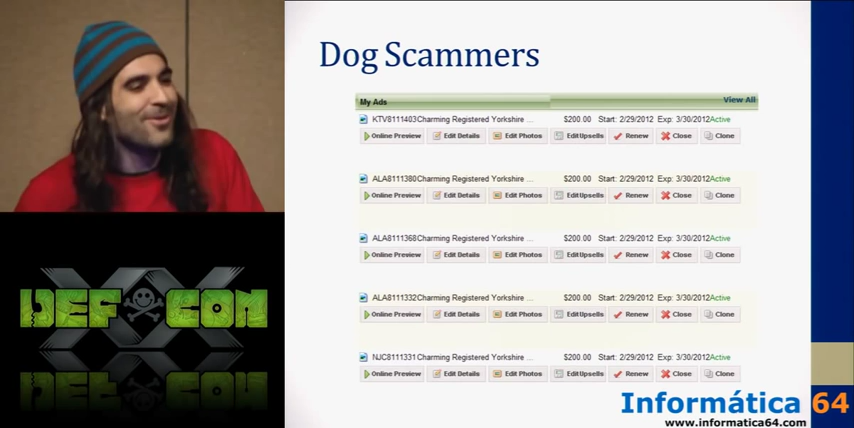 Dog Scammers
My Ads View All
KTV8111403Charming Registered Yorkshire ... $200.00 Start: 2/29/2012 Exp: 3/30/2012Active
Online Preview Edit Details Edit Photos EditUpsells Renew Close Clone
ALA8111380Charming Registered Yorkshire ... $200.00 Start: 2/29/2012 Exp: 3/30/2012Active
Online Preview Edit Details Edit Photos EditUpsells Renew Close Clone
ALA8111368Charming Registered Yorkshire ... $200.00 Start: 2/29/2012 Exp: 3/30/2012Active
Online Preview Edit Details Edit Photos EditUpsells Renew Close Clone
ALA8111332Charming Registered Yorkshire ... $200.00 Start: 2/29/2012 Exp: 3/30/2012Active
Online Preview Edit Details Edit Photos EditUpsells Renew Close Clone
NJC8111331Charming Registered Yorkshire ... $200.00 Start: 2/29/2012 Exp: 3/30/2012Active
Online Preview Edit Details Edit Photos EditUpsells Renew Close Clone
DEF CON
XX
Informática 64
www.informatica64.com